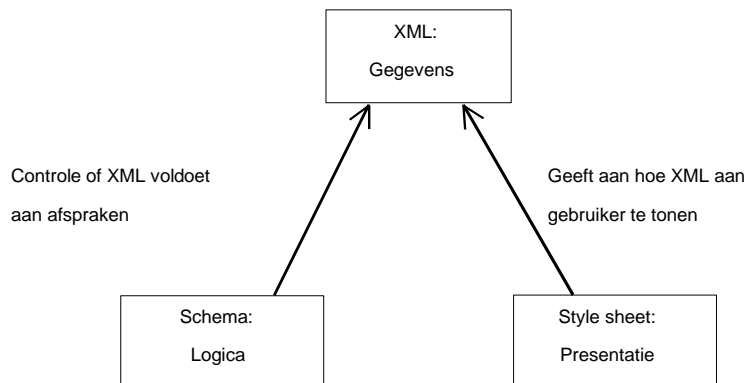 XML:
Gegevens
Controle of XML voldoet
aan afspraken
Geeft aan hoe XML aan
gebruiker te tonen
Schema:
Logica
Style sheet:
Presentatie